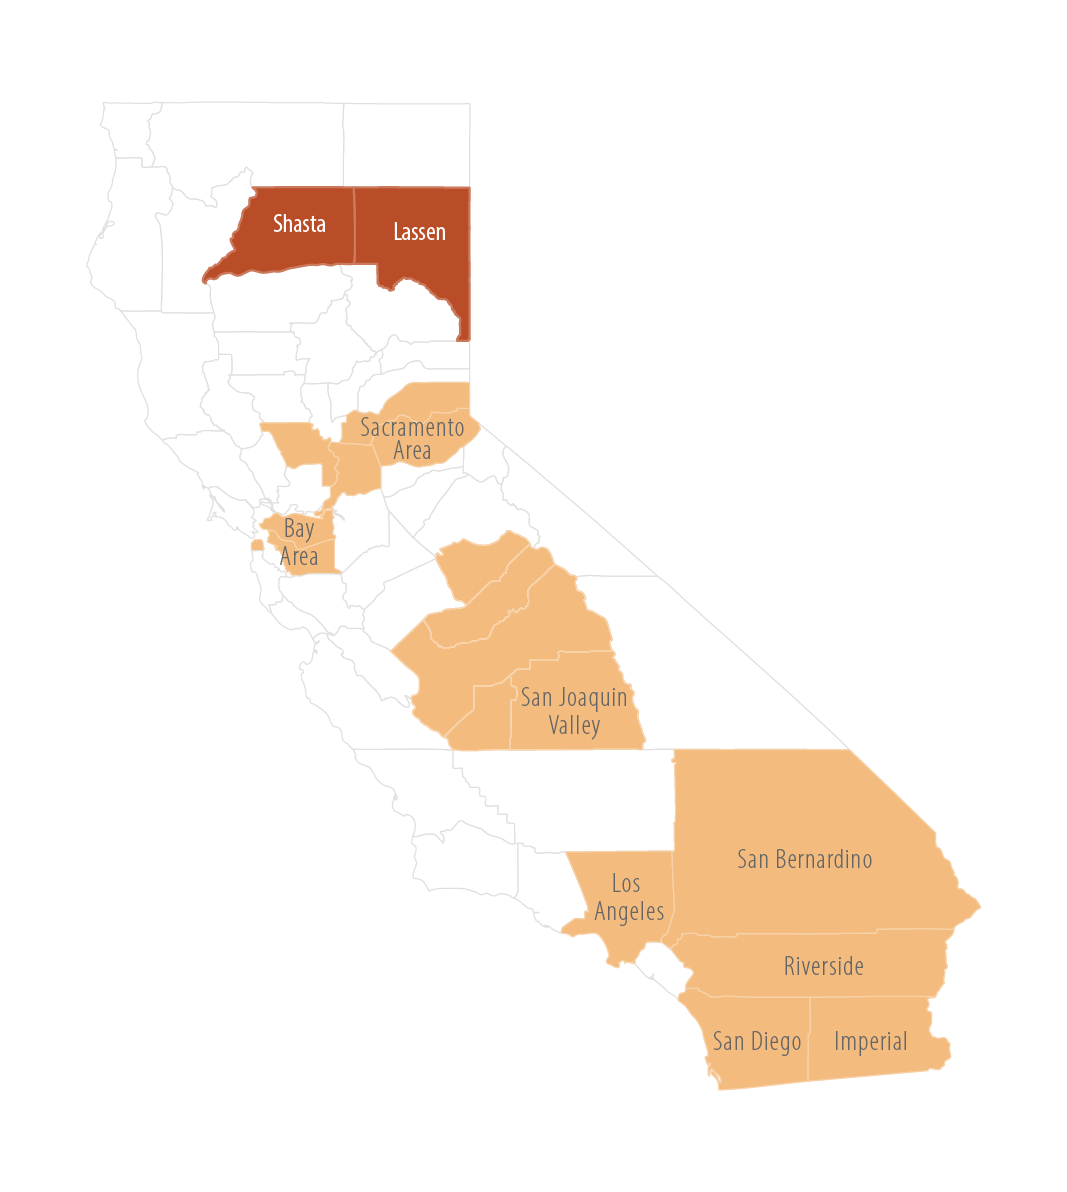 Shasta
Lassen
Sacramento
Area
Bay
Area
San Joaquin
Valley
San Bernardino
Los
Angeles
Riverside
San Diego
Imperial